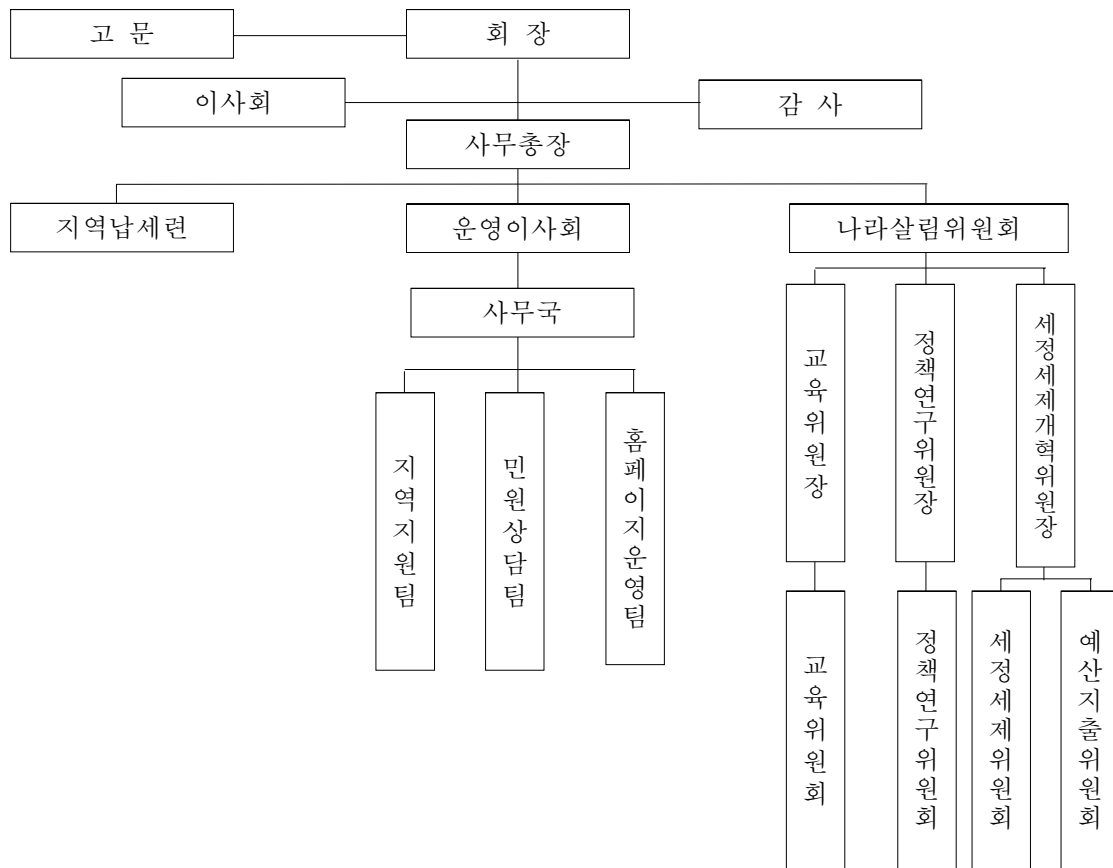 고 문
회 장
이사회
감 사
사무총장
지역납세련
운영이사회
나라살림위원회
사무국
지역지원팀
민원상담팀
홈페이지운영팀
교육위원장
정책연구위원장
세정세제개혁위원장
교육위원회
정책연구위원회
세정세제위원회
예산지출위원회